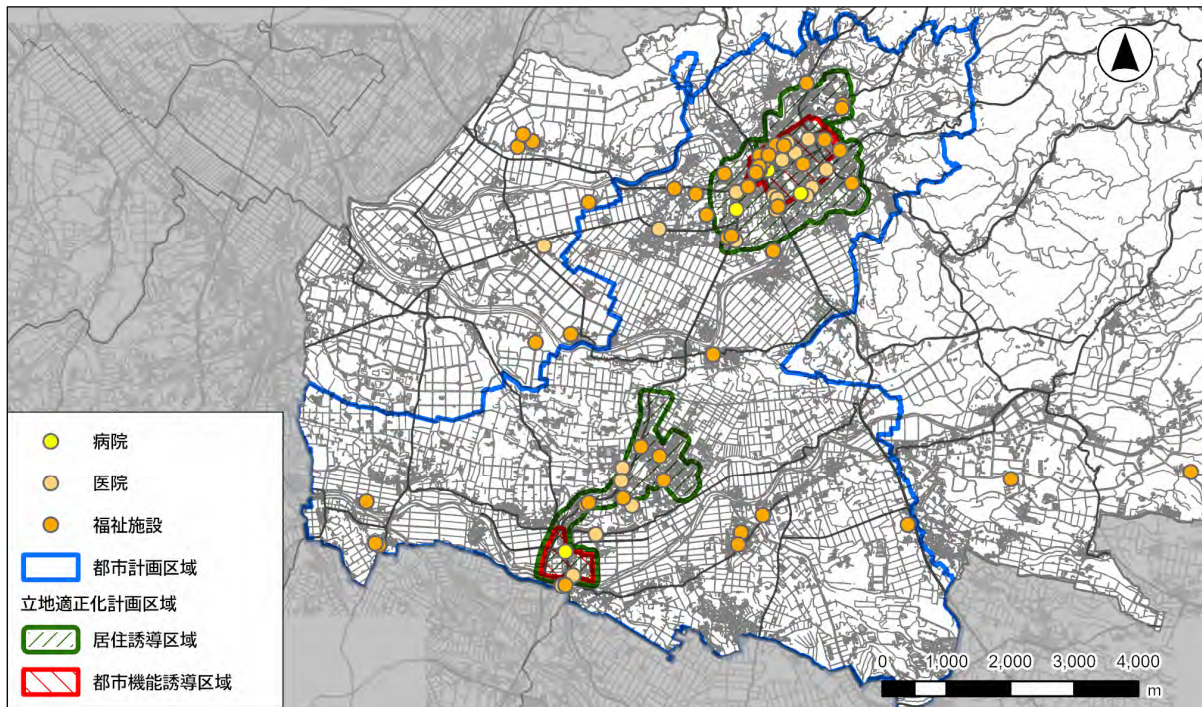 病院
医院
福祉施設
都市計画区域
立地適正化計画区域
居住誘導区域
都市機能誘導区域
0 1,000 2,000 3,000 4,000
m